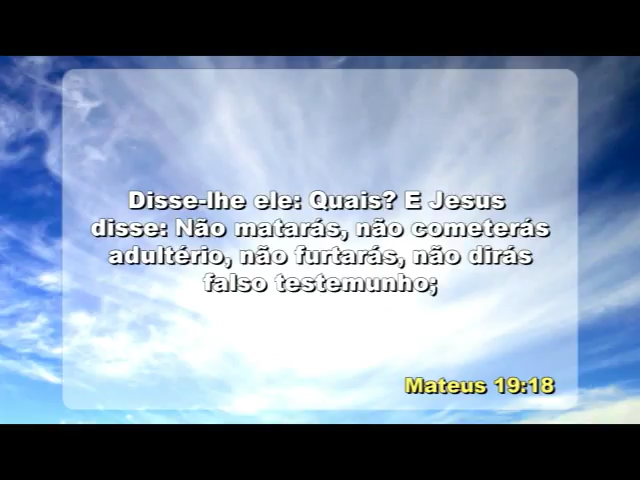 Disse-lhe ele: Quais? E Jesus
disse: Não matarás, não cometerás
adultério, não furtarás, não dirás
falso testemunho;
Mateus 19:18